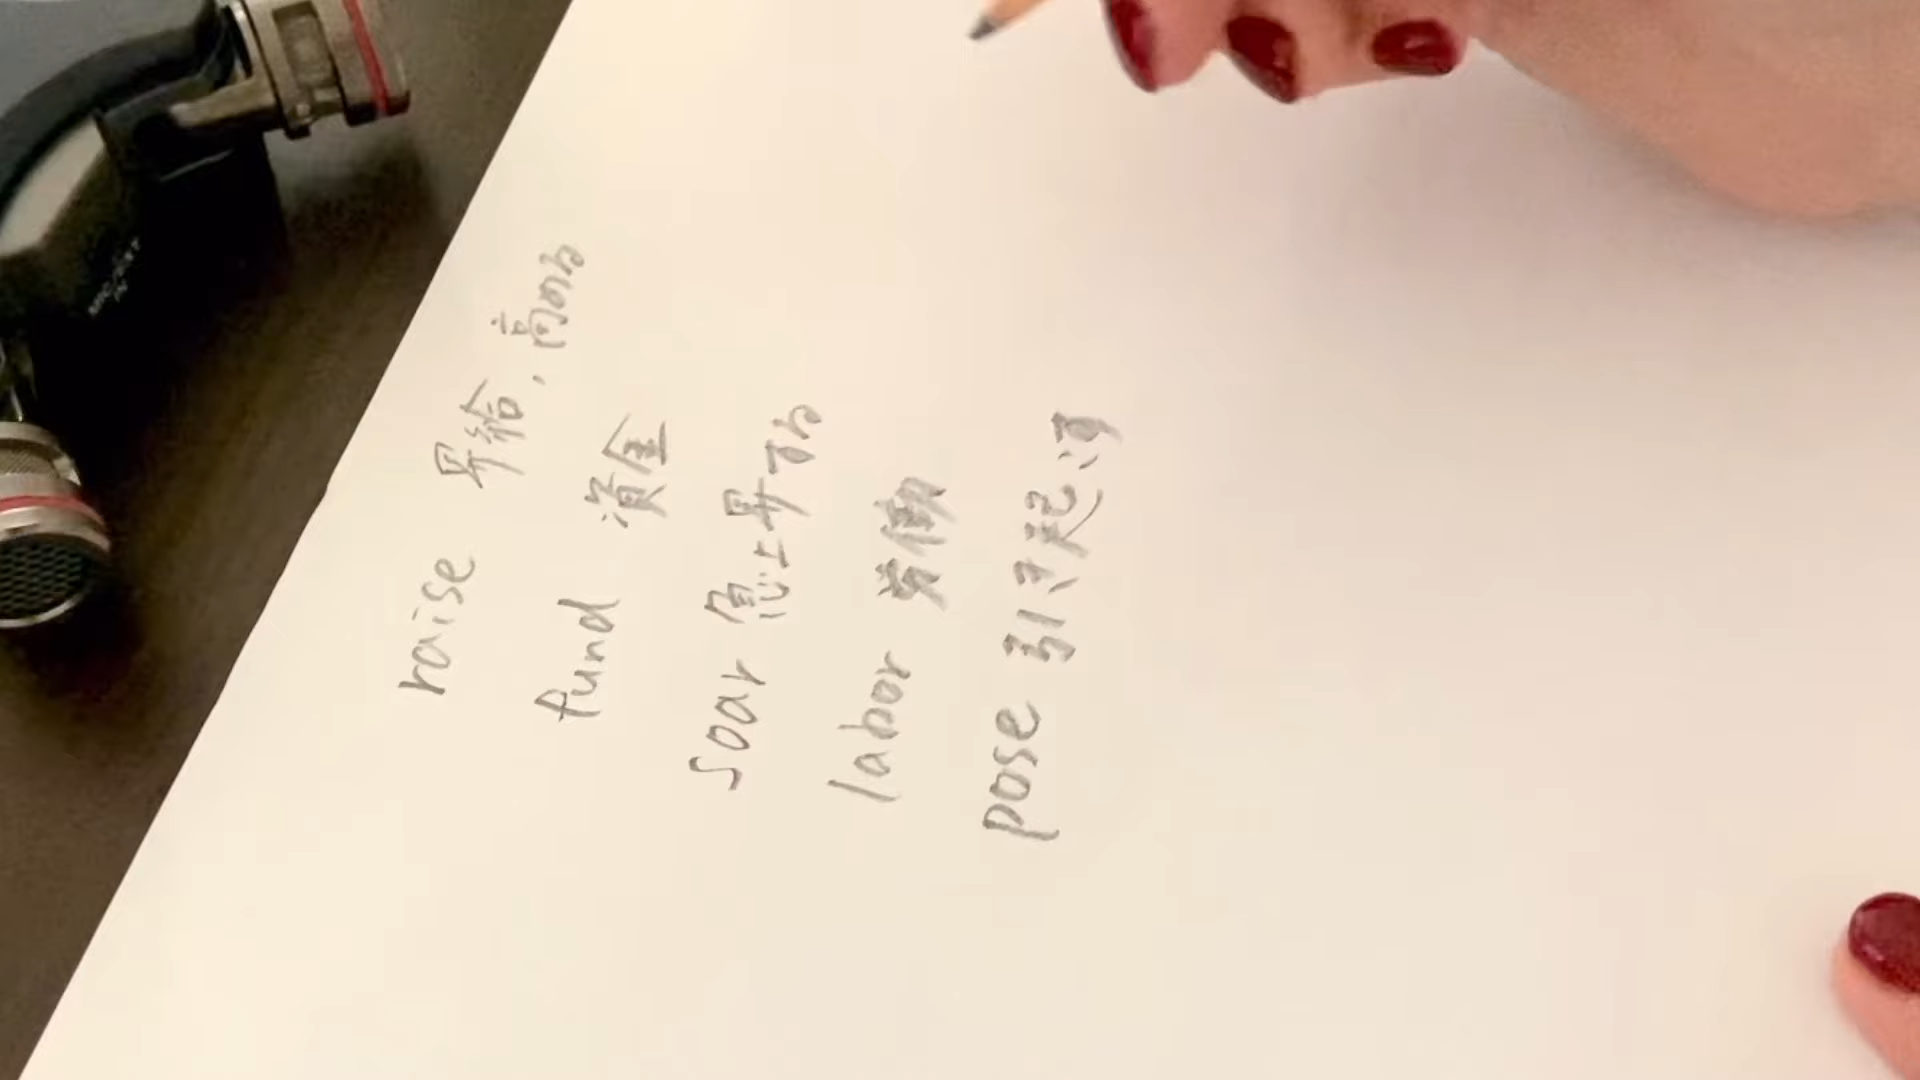 raise 昇給,高める
fund 資金
soar 急上昇する
labor 労働
pose 引き起こす